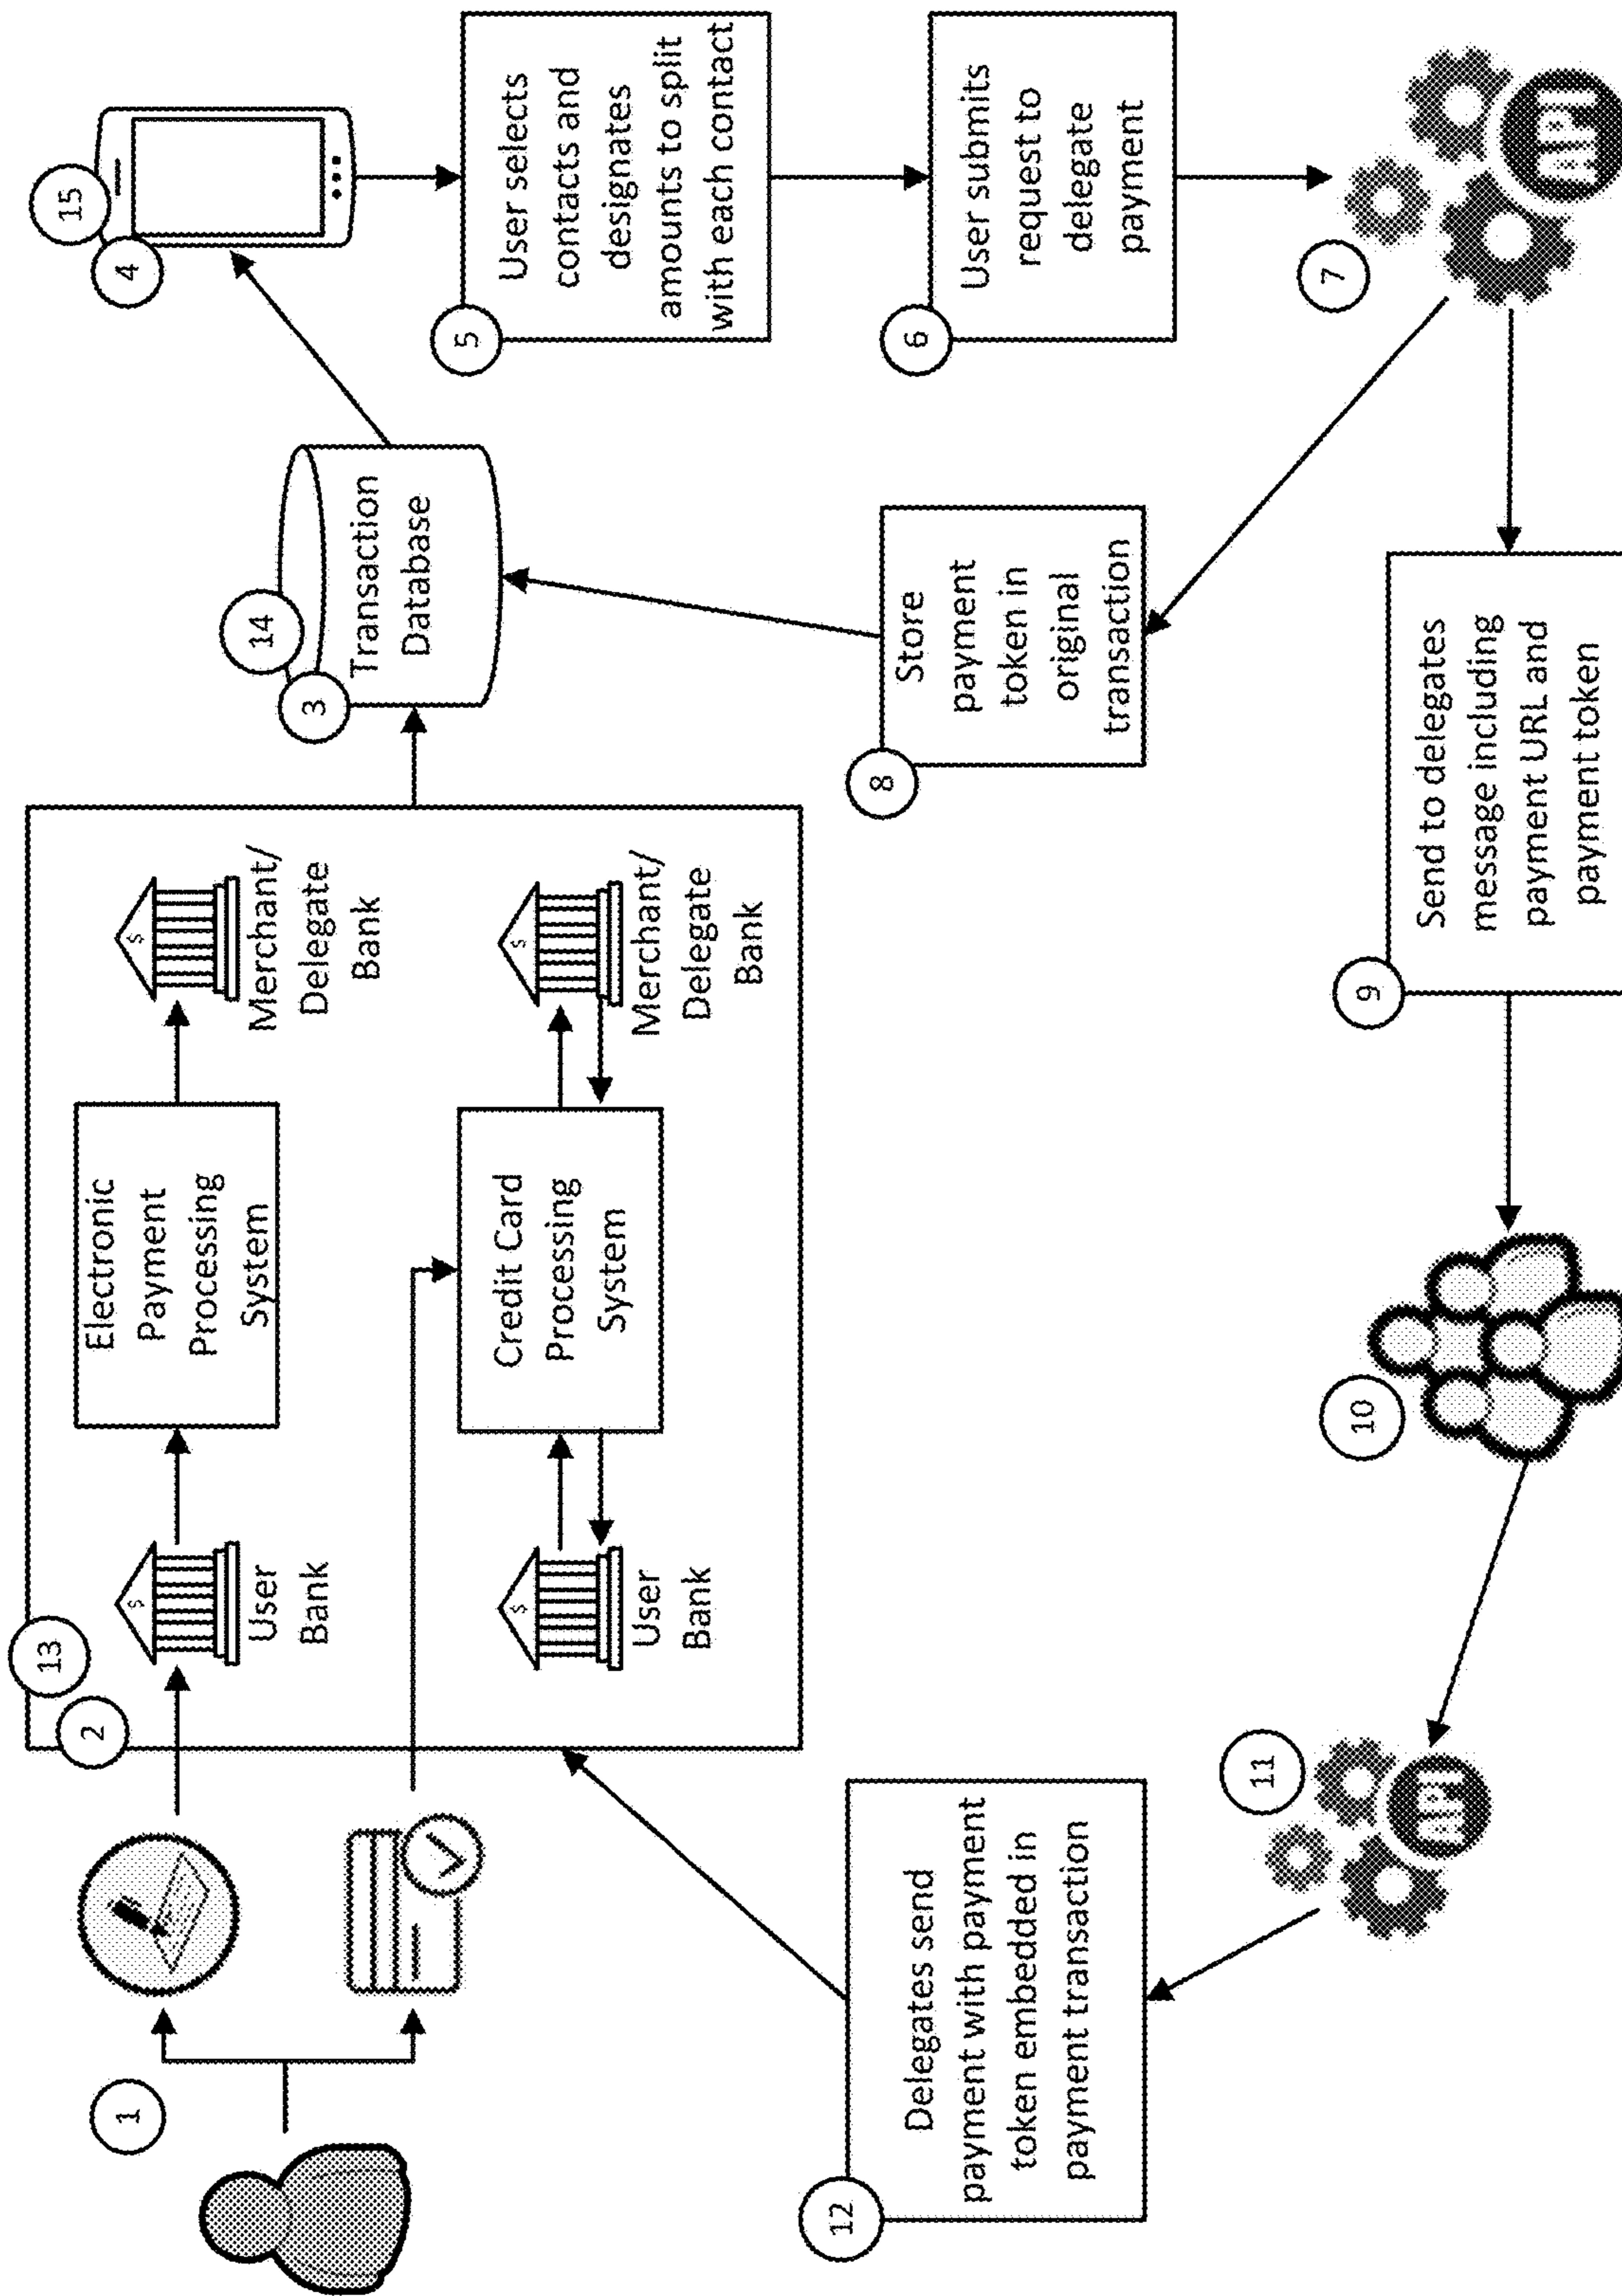 1
2
13
$
User
Bank
Electronic
Payment
Processing
System
$
Merchant/
Delegate
Bank
$
User
Bank
Credit Card
Processing
System
$
Merchant/
Delegate
Bank
3
14
Transaction
Database
4
15
5
User selects
contacts and
designates
amounts to split
with each contact
6
User submits
request to
delegate
payment
7
API
8
Store
payment
token in
original
transaction
9
Send to delegates
message including
payment URL and
payment token
10
11
API
12
Delegates send
payment with payment
token embedded in
payment transaction